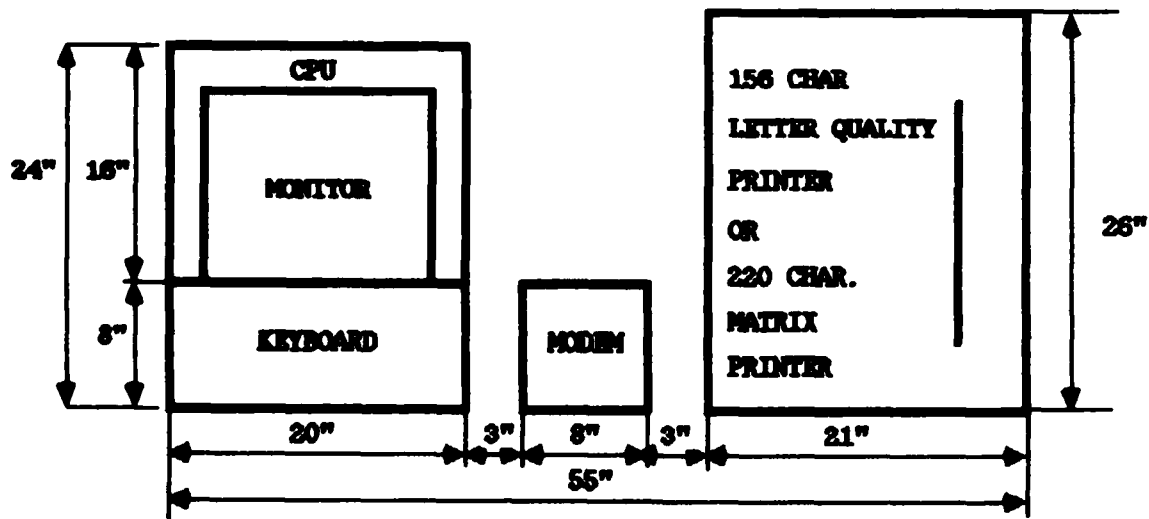 CPU
156 CHAR
LETTER QUALITY
24" 16"
MONITOR
PRINTER
OR
26"
220 CHAR.
8"
KEYBOARD
MODEM
MATRIX
PRINTER
20" 3" 8" 3" 21"
55"